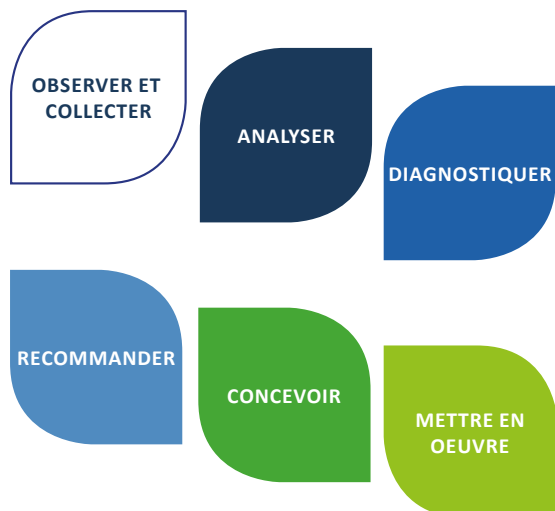 OBSERVER ET
COLLECTER
ANALYSER
DIAGNOSTIQUER
RECOMMANDER
CONCEVOIR
METTRE EN
OEUVRE